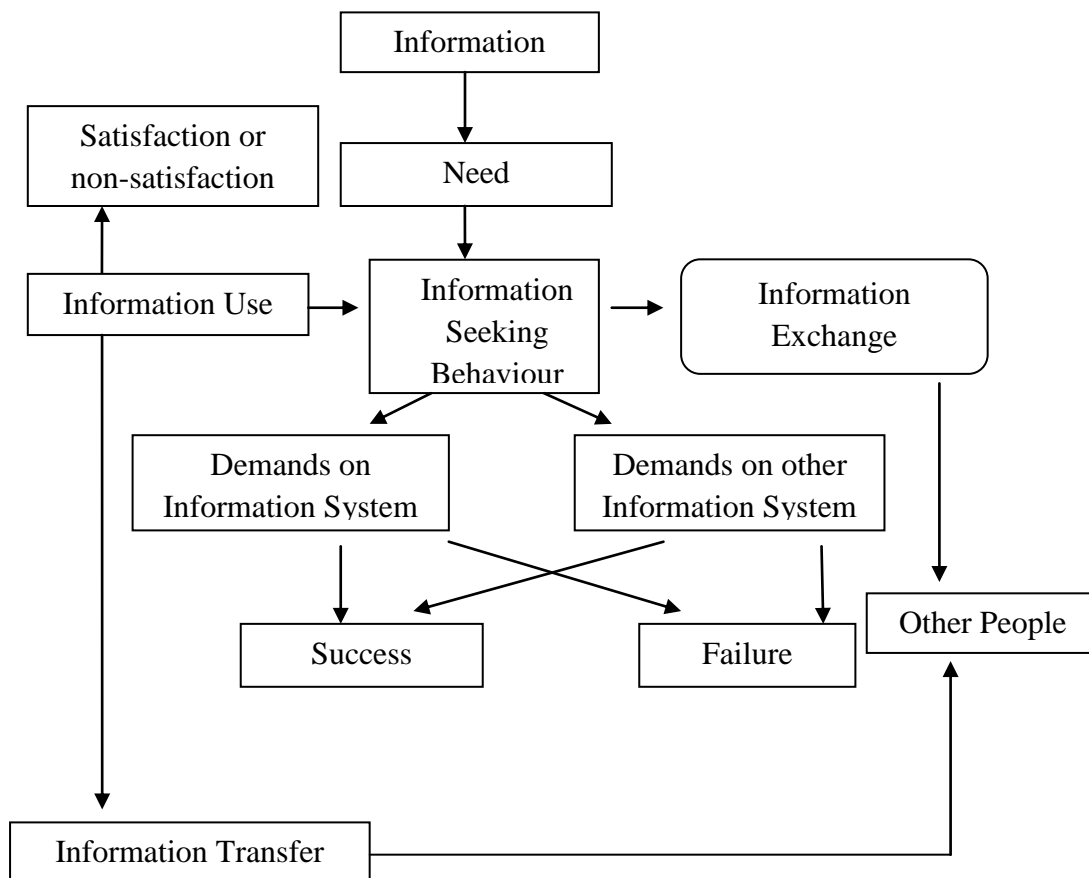 Information
Satisfaction or
non-satisfaction
Need
Information Use
Information
Seeking
Behaviour
Information
Exchange
Demands on
Information System
Demands on other
Information System
Success
Failure
Other People
Information Transfer